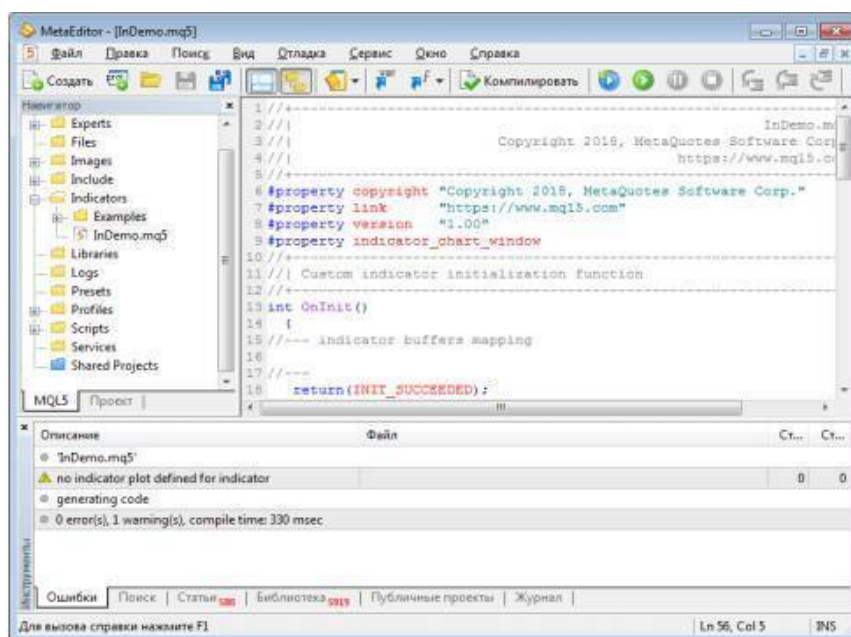 MetaEditor - [InDemo.mq5]
5 Файл Правка Поиск Вид Отладка Сервис Окно Справка
Создать Компилировать
Навигатор
Experts
Files
Images
Include
Indicators
Examples
InDemo.mq5
Libraries
Logs
Presets
Profiles
Scripts
Services
Shared Projects
MQL5 Проект
1 //+------------------------------------------------------------------
2 //| InDemo.m
3 //| Copyright 2018, MetaQuotes Software Corp
4 //| https://www.mql5.co
5 //+------------------------------------------------------------------
6 #property copyright "Copyright 2018, MetaQuotes Software Corp."
7 #property link "https://www.mql5.com"
8 #property version "1.00"
9 #property indicator_chart_window
10 //+------------------------------------------------------------------
11 //| Custom indicator initialization function
12 //+------------------------------------------------------------------
13 int OnInit()
14 {
15 //--- indicator buffers mapping
16
17 //---
18 return(INIT_SUCCEEDED);
Описание Файл Ст... Ст...
'InDemo.mq5'
no indicator plot defined for indicator 0 0
generating code
0 error(s), 1 warning(s), compile time: 330 msec
Инструменты
Ошибки Поиск | Статьи | Библиотека | Публичные проекты | Журнал |
Для вызова справки нажмите F1 Ln 56, Col 5 INS